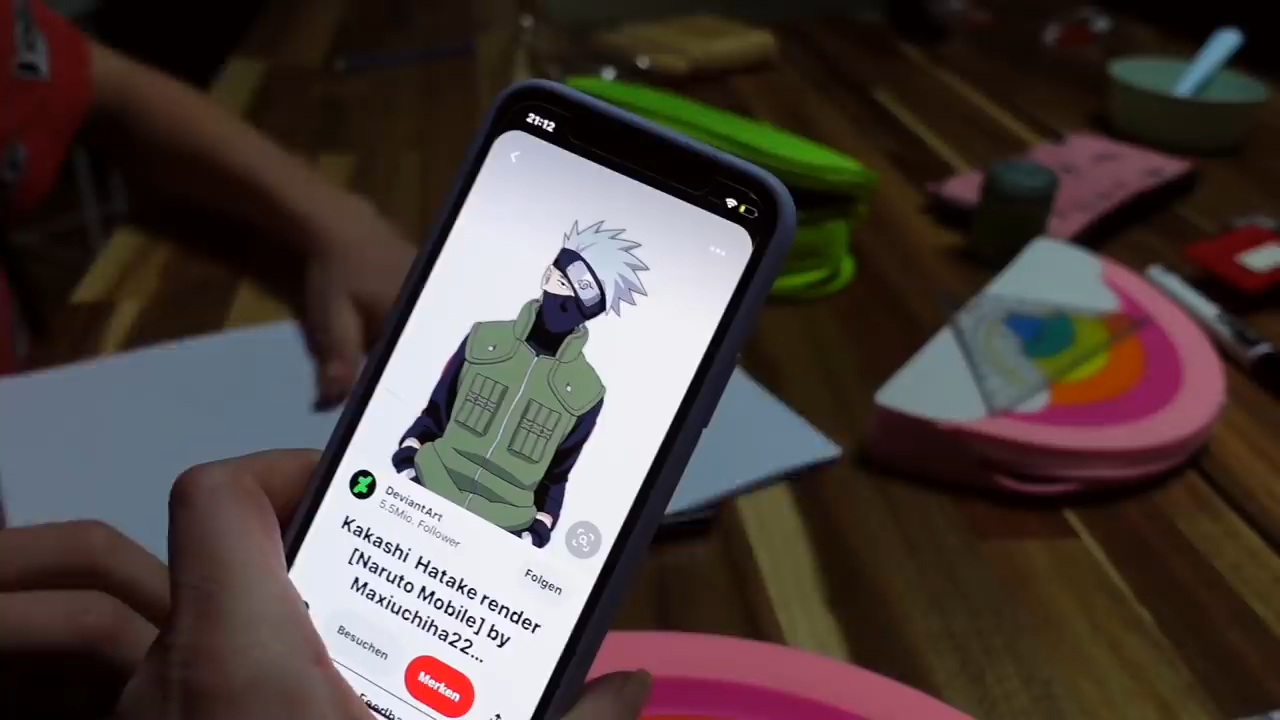 21:12
DeviantArt
5.5Mio. Follower
Folgen
Kakashi Hatake render
[Naruto Mobile] by
Maxiuchiha22...
Besuchen
Merken